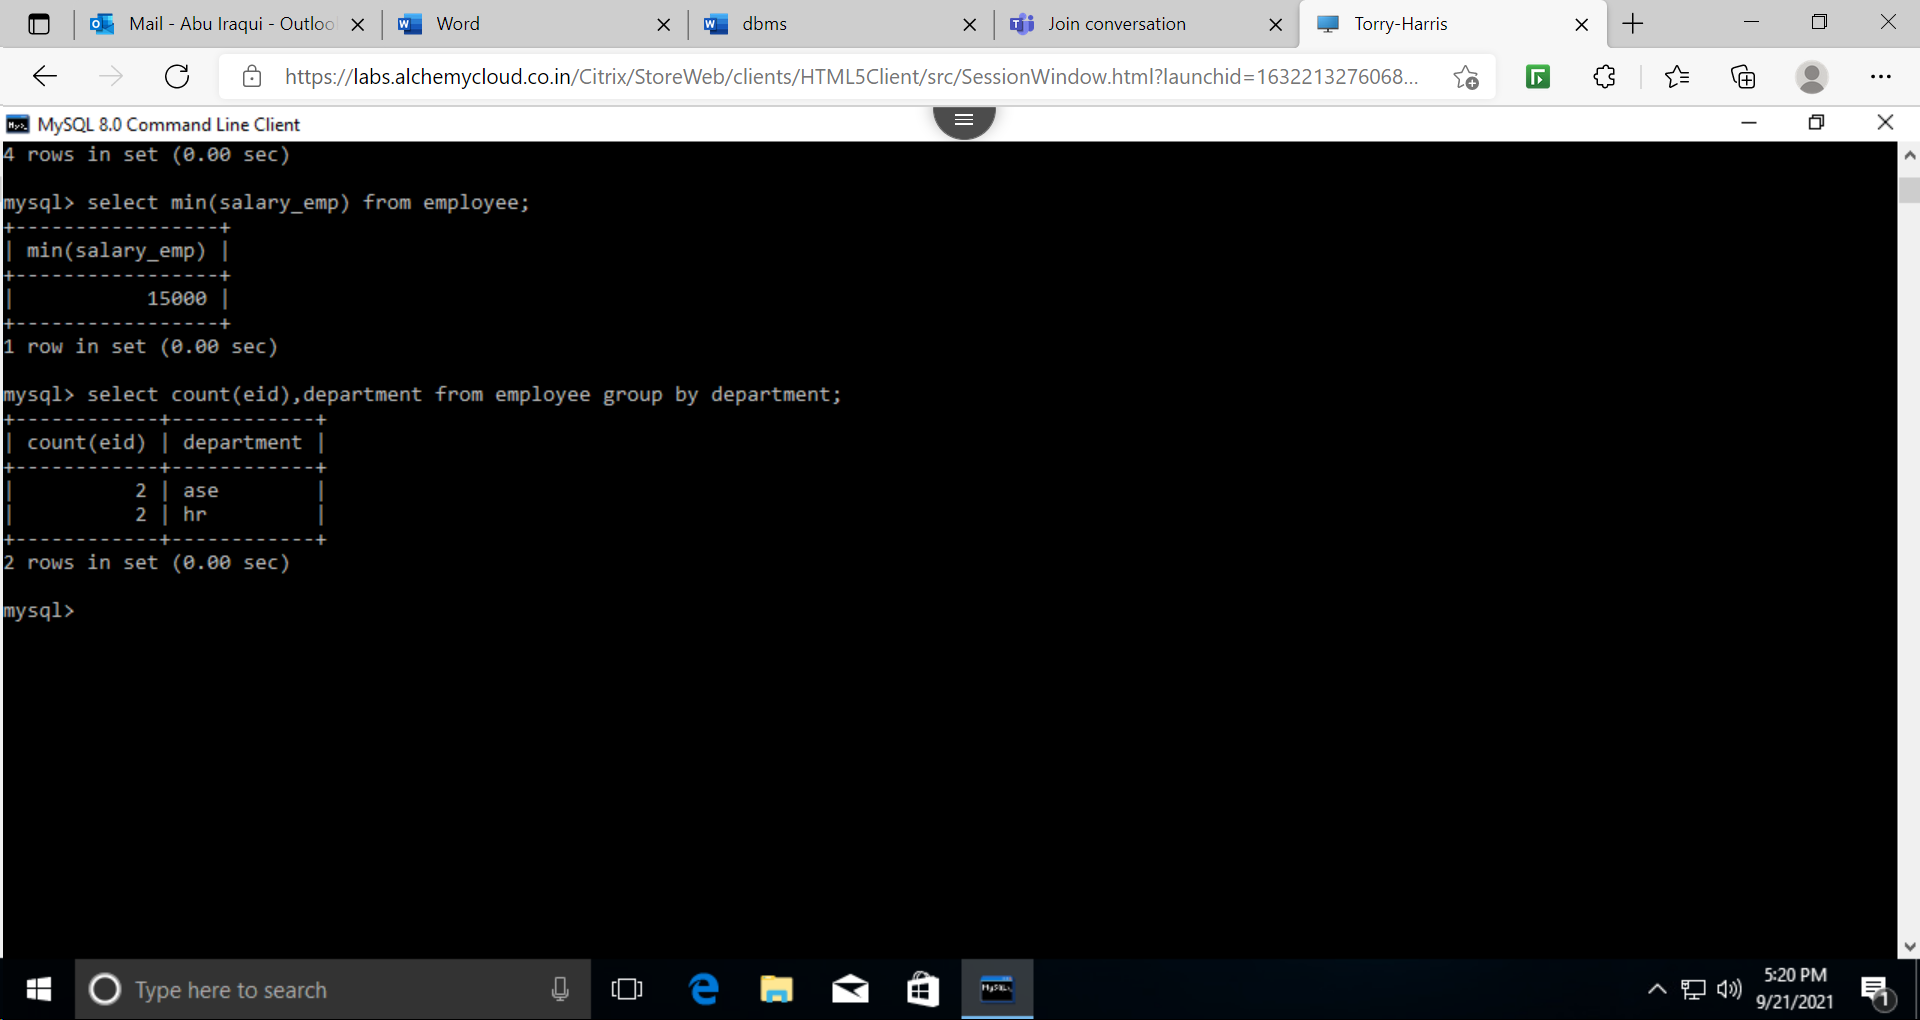 Mail - Abu Iraqui - Outloo
Word
dbms
Join conversation
Torry-Harris
https://labs.alchemycloud.co.in/Citrix/StoreWeb/clients/HTML5Client/src/SessionWindow.html?launchid=1632213276068...
MySQL 8.0 Command Line Client
4 rows in set (0.00 sec)
mysql> select min(salary_emp) from employee;
+-----------------+
| min(salary_emp) |
+-----------------+
|           15000 |
+-----------------+
1 row in set (0.00 sec)
mysql> select count(eid),department from employee group by department;
+------------+------------+
| count(eid) | department |
+------------+------------+
|          2 | ase        |
|          2 | hr         |
+------------+------------+
2 rows in set (0.00 sec)
mysql>
Type here to search
5:20 PM
9/21/2021
1